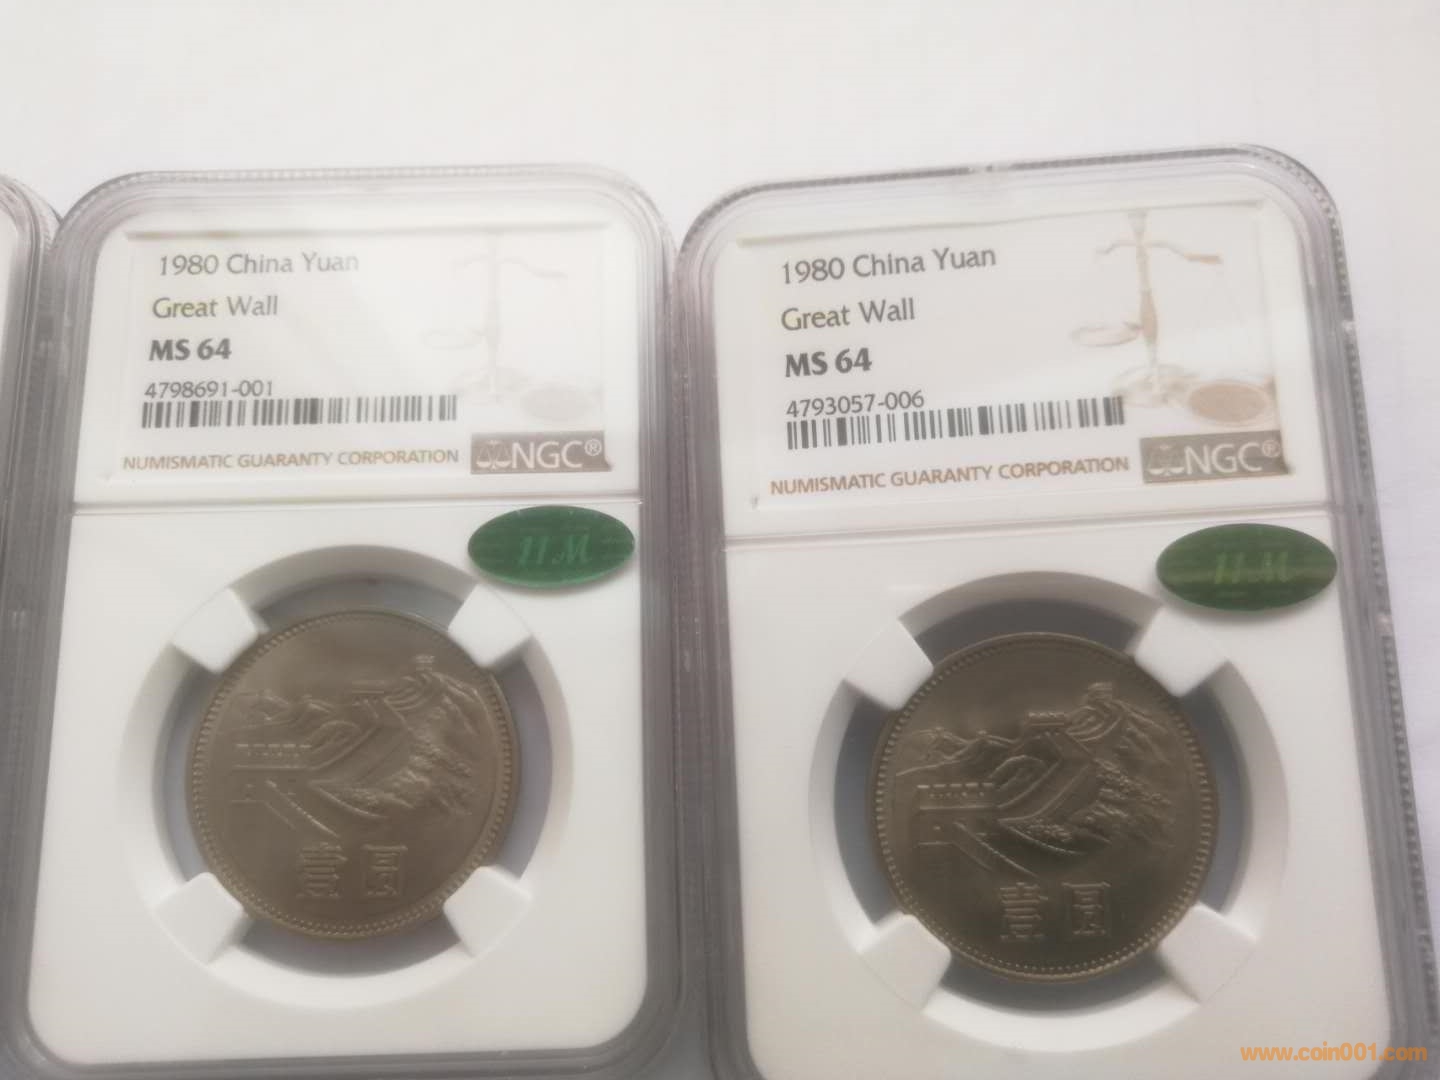 1980 China Yuan
Great Wall
MS 64
4798691-001
NUMISMATIC GUARANTY CORPORATION
NGC®
壹圆
1980 China Yuan
Great Wall
MS 64
4793057-006
NUMISMATIC GUARANTY CORPORATION
NGC®
壹圆
www.coin001.com